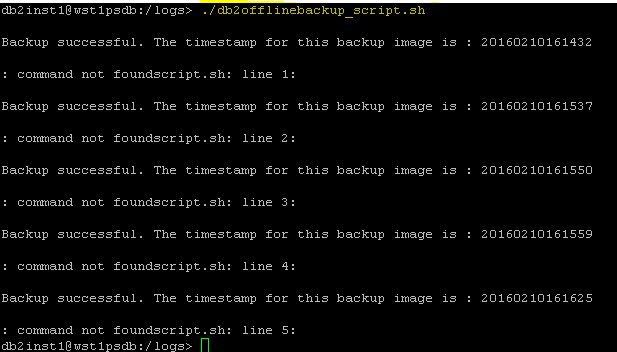 db2inst1@wst1psdb:/logs> ./db2offlinebackup_script.sh
Backup successful. The timestamp for this backup image is : 20160210161432
: command not foundscript.sh: line 1:
Backup successful. The timestamp for this backup image is : 20160210161537
: command not foundscript.sh: line 2:
Backup successful. The timestamp for this backup image is : 20160210161550
: command not foundscript.sh: line 3:
Backup successful. The timestamp for this backup image is : 20160210161559
: command not foundscript.sh: line 4:
Backup successful. The timestamp for this backup image is : 20160210161625
: command not foundscript.sh: line 5:
db2inst1@wst1psdb:/logs>